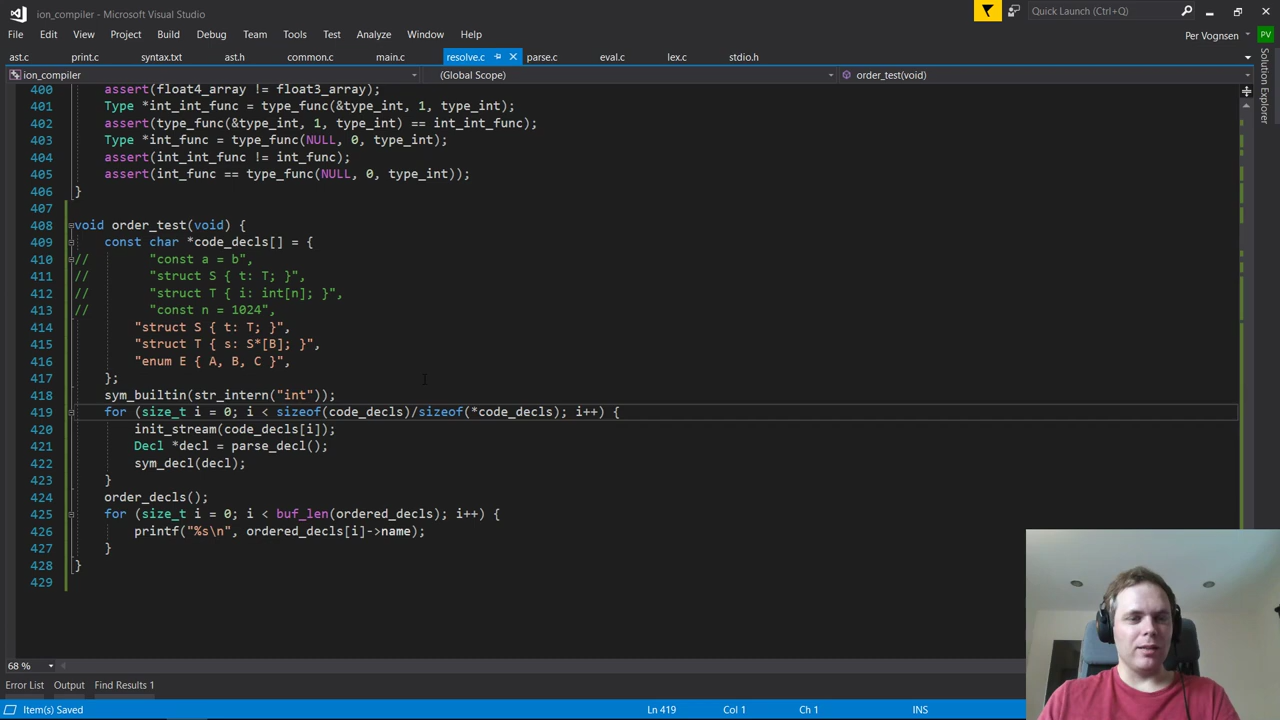 ion_compiler - Microsoft Visual Studio
Quick Launch (Ctrl+Q)
File Edit View Project Build Debug Team Tools Test Analyze Window Help
Per Vognsen PV
ast.c print.c syntax.txt ast.h common.c main.c resolve.c parse.c eval.c lex.c stdio.h
Solution Explorer
ion_compiler (Global Scope) order_test(void)
400 assert(float4_array != float3_array);
401 Type *int_int_func = type_func(&type_int, 1, type_int);
402 assert(type_func(&type_int, 1, type_int) == int_int_func);
403 Type *int_func = type_func(NULL, 0, type_int);
404 assert(int_int_func != int_func);
405 assert(int_func == type_func(NULL, 0, type_int));
406 }
407
408 void order_test(void) {
409 const char *code_decls[] = {
410 // "const a = b",
411 // "struct S { t: T; }",
412 // "struct T { i: int[n]; }",
413 // "const n = 1024",
414 "struct S { t: T; }",
415 "struct T { s: S*[B]; }",
416 "enum E { A, B, C }",
417 };
418 sym_builtin(str_intern("int"));
419 for (size_t i = 0; i < sizeof(code_decls)/sizeof(*code_decls); i++) {
420 init_stream(code_decls[i]);
421 Decl *decl = parse_decl();
422 sym_decl(decl);
423 }
424 order_decls();
425 for (size_t i = 0; i < buf_len(ordered_decls); i++) {
426 printf("%s\n", ordered_decls[i]->name);
427 }
428 }
429
68 %
Error List Output Find Results 1
Item(s) Saved Ln 419 Col 1 Ch 1 INS